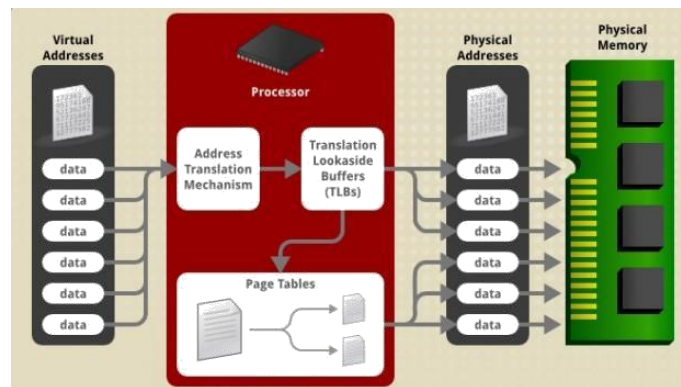 Virtual
Addresses
data
data
data
data
data
data
Processor
Address
Translation
Mechanism
Translation
Lookaside
Buffers
(TLBs)
Page Tables
Physical
Addresses
data
data
data
data
data
data
Physical
Memory